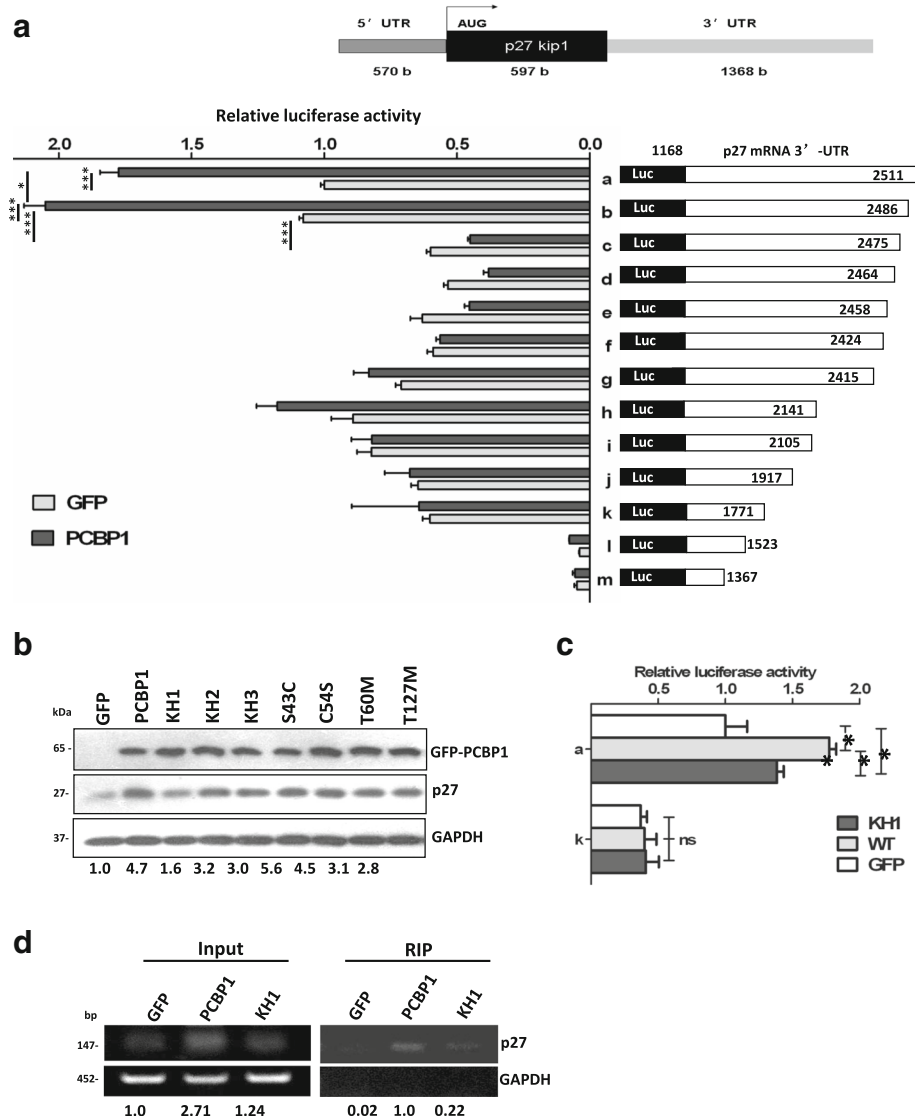 a
5′ UTR AUG 3′ UTR
p27 kip1
570 b 597 b 1368 b
Relative luciferase activity
2.0 1.0 0.5 0.0 1168 p27 mRNA 3′ -UTR
*** * a Luc 2511
*** *** b Luc 2486
*** c Luc 2475
d Luc 2464
e Luc 2458
f Luc 2424
g Luc 2415
h Luc 2141
i Luc 2105
j Luc 1917
GFP
k Luc 1771
PCBP1
l Luc 1523
m Luc 1367
b
kDa GFP PCBP1 KH1 KH2 KH3 S43C C54S T60M T127M
65 - GFP-PCBP1
27- p27
37- GAPDH
1.0 4.7 1.6 3.2 3.0 5.6 4.5 3.1 2.8
c
Relative luciferase activity
0.5 1.0 1.5 2.0
a * * * *
k ns
KH1
WT
GFP
d
Input RIP
bp GFP PCBP1 KH1 GFP PCBP1 KH1
147- p27
452- GAPDH
1.0 2.71 1.24 0.02 1.0 0.22